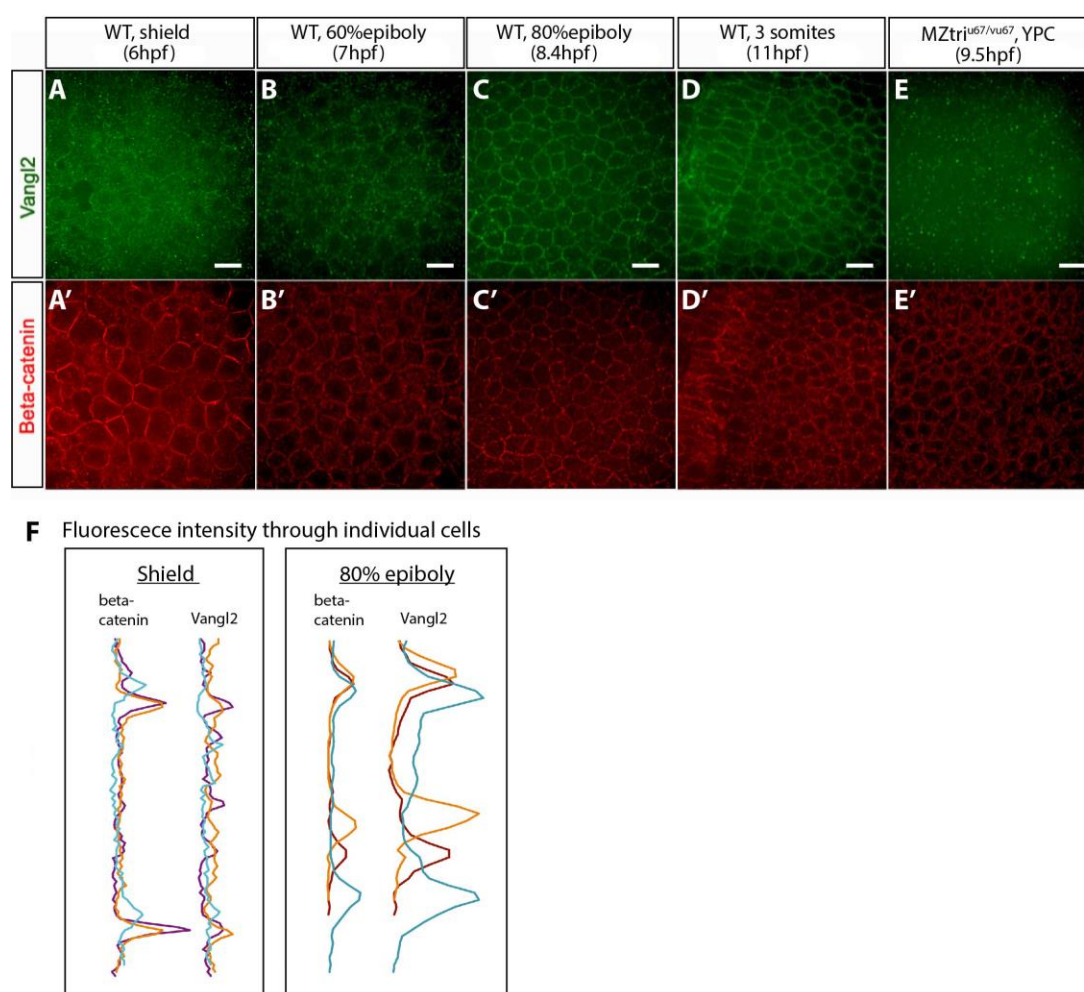 WT, shield
(6hpf)
WT, 60%epiboly
(7hpf)
WT, 80%epiboly
(8.4hpf)
WT, 3 somites
(11hpf)
MZtriu67/vu67, YPC
(9.5hpf)
Vangl2
A
B
C
D
E
Beta-catenin
A’
B’
C’
D’
E’
F Fluorescece intensity through individual cells
Shield
beta-
catenin
Vangl2
80% epiboly
beta-
catenin
Vangl2